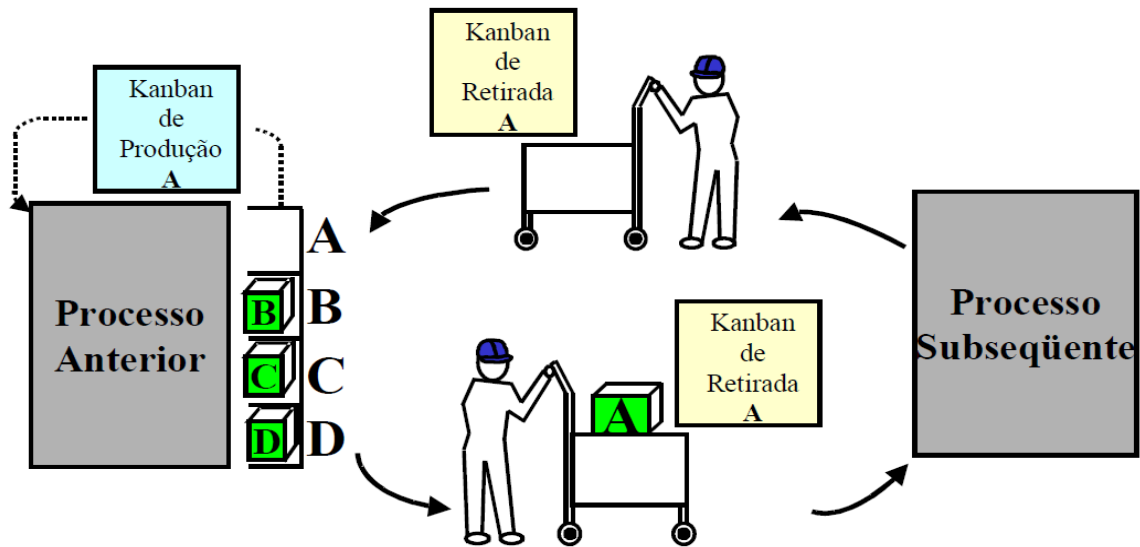 Kanban
de
Produção
A
Kanban
de
Retirada
A
Processo
Anterior
A
B B
C C
D D
Kanban
de
Retirada
A
A
Processo
Subseqüente